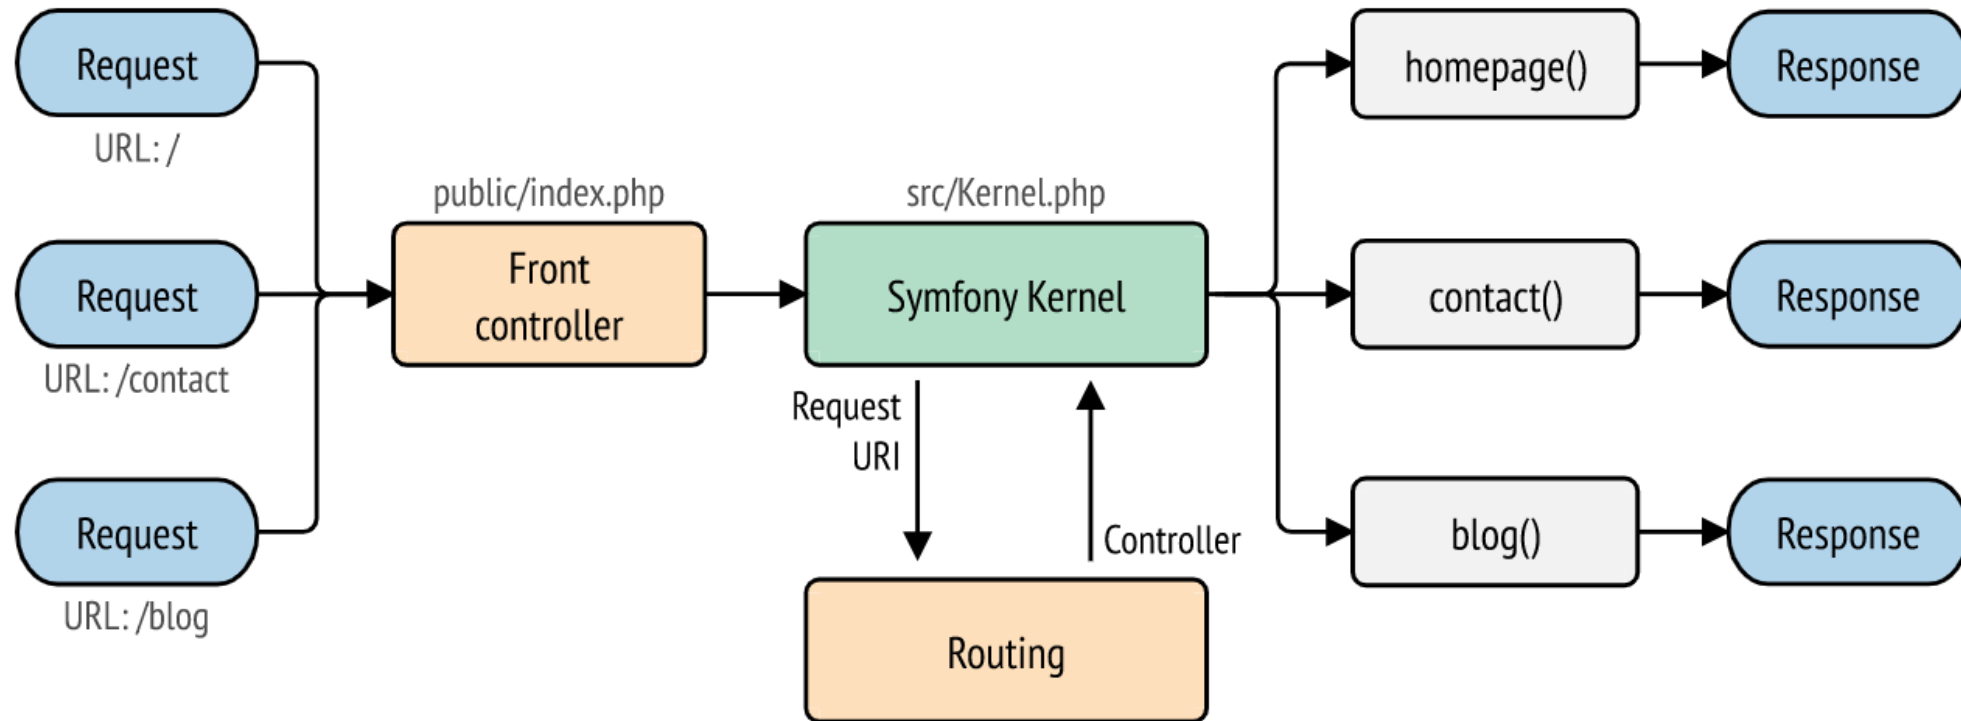 Request
URL: /
Request
URL: /contact
Request
URL: /blog
public/index.php
Front
controller
src/Kernel.php
Symfony Kernel
Request
URI
Controller
Routing
homepage()
Response
contact()
Response
blog()
Response